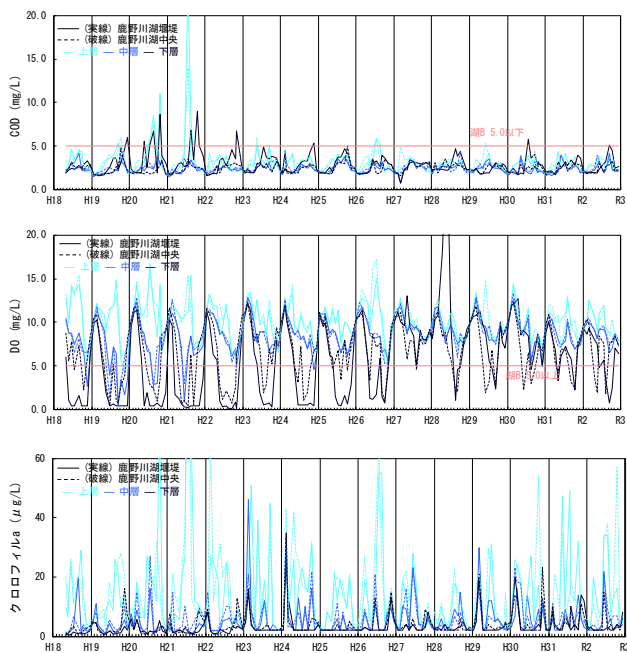 20.0
15.0
10.0
5.0
0.0
COD (mg/L)
(実線) 鹿野川湖堰堤
(破線) 鹿野川湖中央
上層 中層 下層
湖B 5.0以下
H18 H19 H20 H21 H22 H23 H24 H25 H26 H27 H28 H29 H30 H31 R2 R3
20.0
15.0
10.0
5.0
0.0
DO (mg/L)
(実線) 鹿野川湖堰堤
(破線) 鹿野川湖中央
上層 中層 下層
湖B 5.0以上
H18 H19 H20 H21 H22 H23 H24 H25 H26 H27 H28 H29 H30 H31 R2 R3
60
40
20
0
クロロフィルa (μg/L)
(実線) 鹿野川湖堰堤
(破線) 鹿野川湖中央
上層 中層 下層
H18 H19 H20 H21 H22 H23 H24 H25 H26 H27 H28 H29 H30 H31 R2